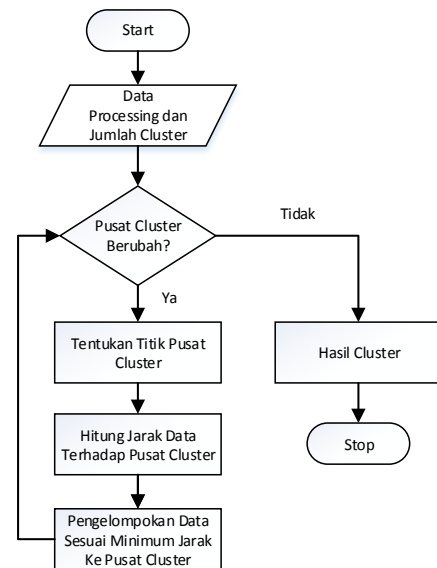 Start
Data
Processing dan
Jumlah Cluster
Pusat Cluster
Berubah?
Tidak
Ya
Tentukan Titik Pusat
Cluster
Hasil Cluster
Hitung Jarak Data
Terhadap Pusat Cluster
Stop
Pengelompokan Data
Sesuai Minimum Jarak
Ke Pusat Cluster